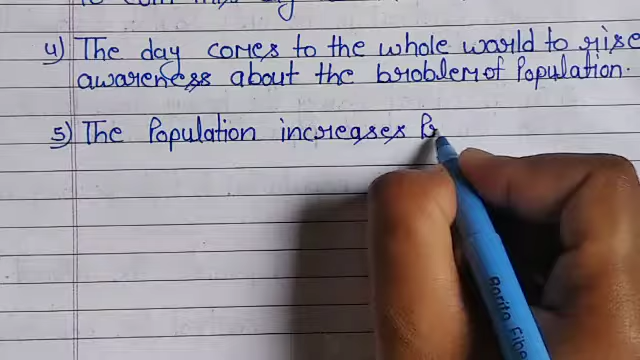 4) The day comes to the whole world to rise
awareness about the broblem of Population.
5) The Population increases